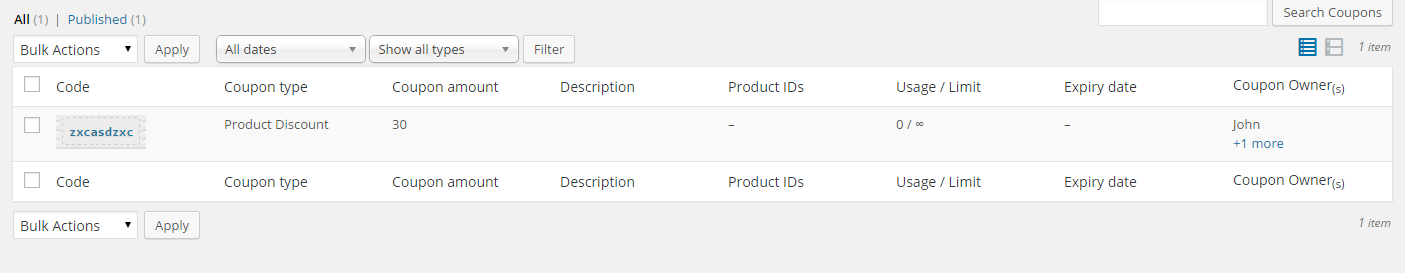 All (1) | Published (1)
Search Coupons
Bulk Actions Apply All dates Show all types Filter 1 item
Code Coupon type Coupon amount Description Product IDs Usage / Limit Expiry date Coupon Owner(s)
zxcasdzxc Product Discount 30 – 0 / ∞ – John
+1 more
Code Coupon type Coupon amount Description Product IDs Usage / Limit Expiry date Coupon Owner(s)
Bulk Actions Apply 1 item